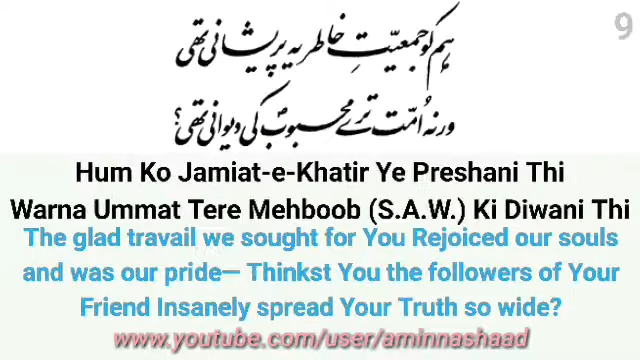 9
ہم کو جمعیّتِ خاطر یہ پریشانی تھی
ورنہ اُمّت ترے محبوبؐ کی دیوانی تھی؟
Hum Ko Jamiat-e-Khatir Ye Preshani Thi
Warna Ummat Tere Mehboob (S.A.W.) Ki Diwani Thi
The glad travail we sought for You Rejoiced our souls
and was our pride— Thinkst You the followers of Your
Friend Insanely spread Your Truth so wide?
www.youtube.com/user/aminnashaad